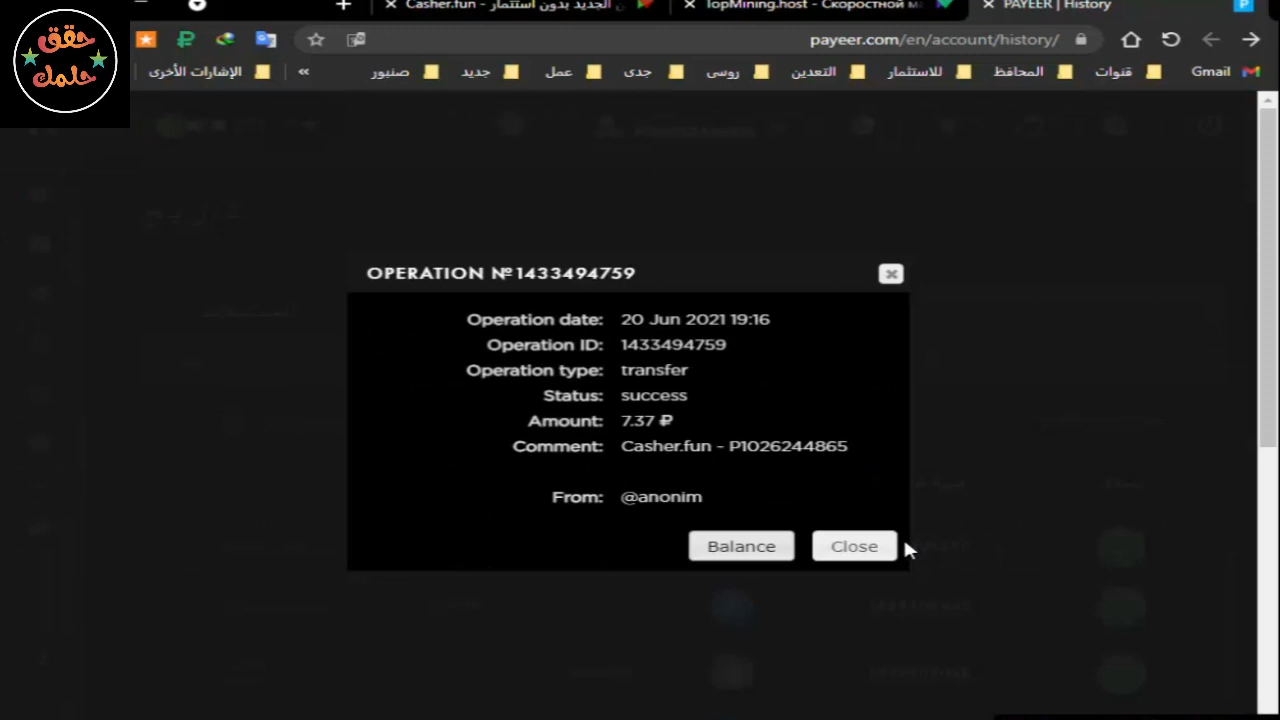 حقق
حلمك
Casher.fun - ن الجديد بدون استثمار
TopMining.host - Скоростной м
PAYEER | History
payeer.com/en/account/history/
الإشارات الأخرى
»
صنبور
جديد
عمل
جدى
روسى
التعدين
للاستثمار
المحافظ
قنوات
Gmail
OPERATION №1433494759
Operation date: 20 Jun 2021 19:16
Operation ID: 1433494759
Operation type: transfer
Status: success
Amount: 7.37 ₽
Comment: Casher.fun - P1026244865
From: @anonim
Balance
Close